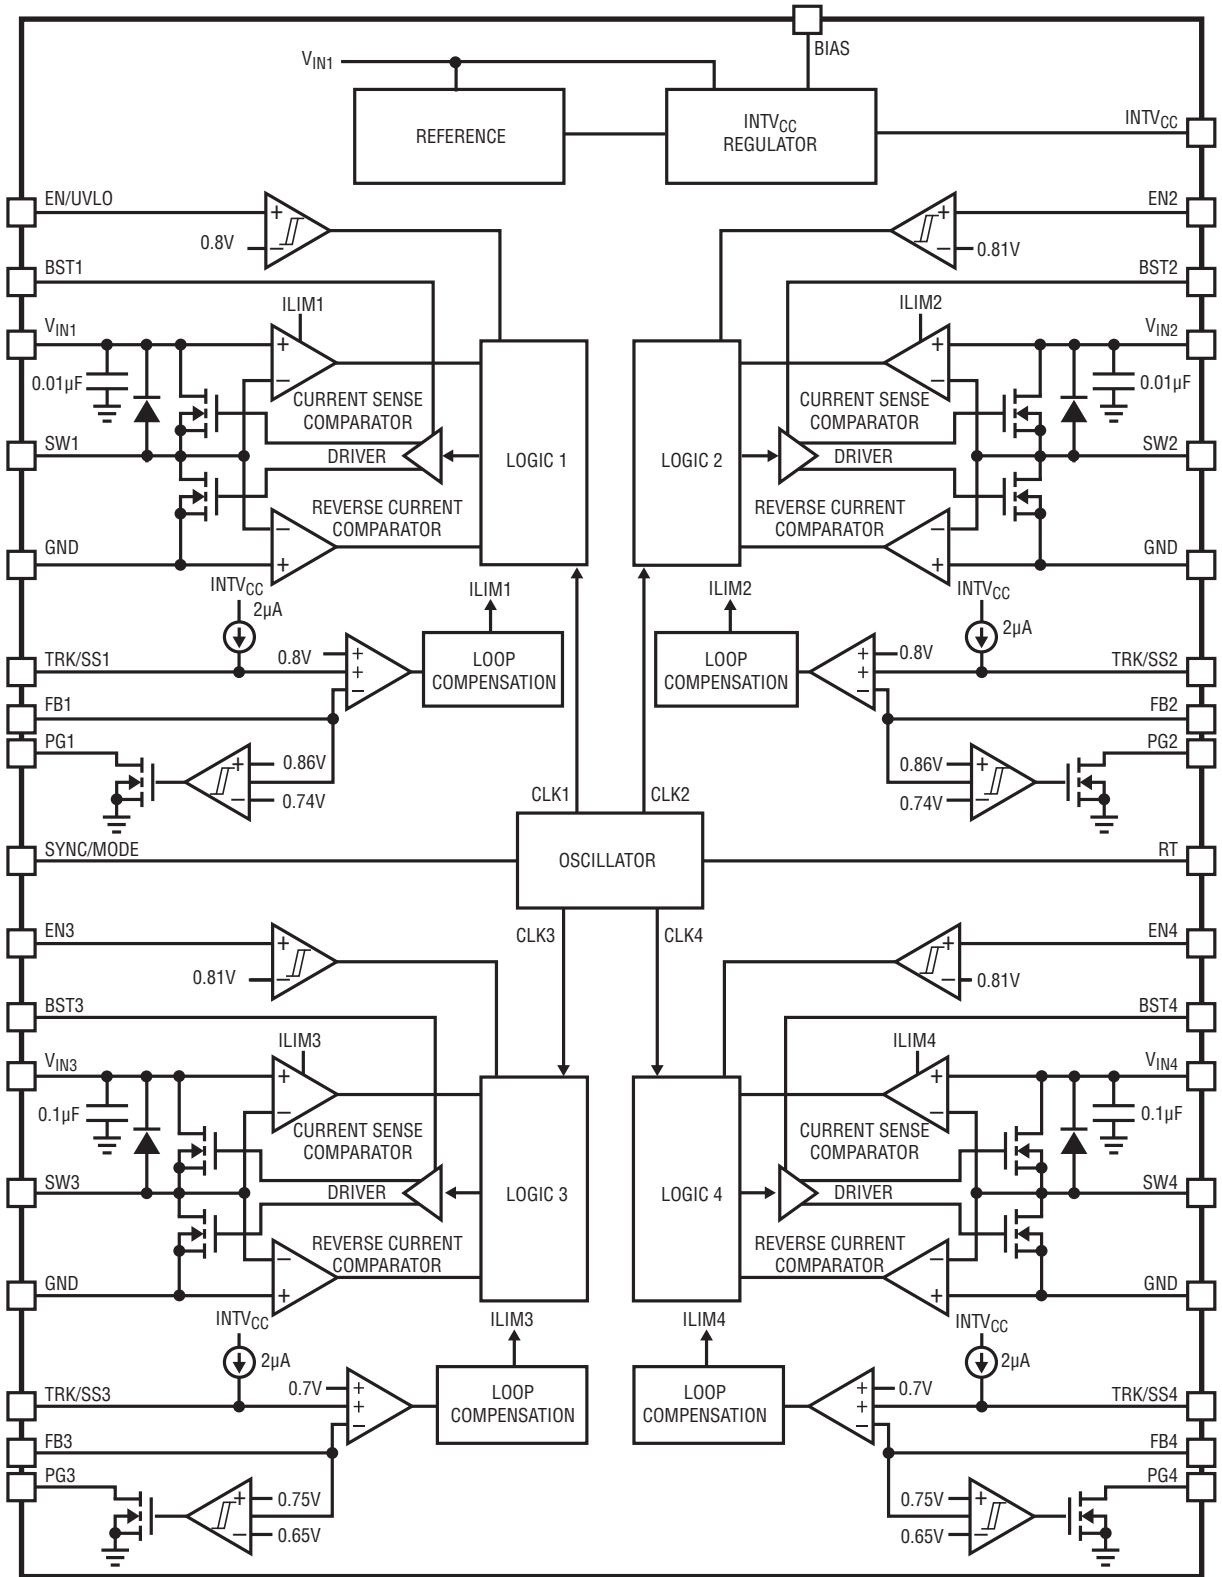 BIAS
VIN1
REFERENCE
INTVCC
REGULATOR
INTVCC
EN/UVLO
+
−
0.8V
EN2
+
−
0.81V
BST1
BST2
ILIM1
ILIM2
VIN1
+
−
0.01µF
CURRENT SENSE
COMPARATOR
SW1
DRIVER
LOGIC 1
REVERSE CURRENT
COMPARATOR
−
+
GND
VIN2
+
−
0.01µF
CURRENT SENSE
COMPARATOR
SW2
DRIVER
LOGIC 2
REVERSE CURRENT
COMPARATOR
−
+
GND
INTVCC
2µA
ILIM1
TRK/SS1
0.8V
+
+
−
LOOP
COMPENSATION
FB1
PG1
0.86V
+
−
0.74V
CLK1
ILIM2
INTVCC
2µA
LOOP
COMPENSATION
+
+
−
0.8V
TRK/SS2
FB2
PG2
0.86V
+
−
0.74V
CLK2
SYNC/MODE
OSCILLATOR
RT
EN3
+
−
0.81V
CLK3
CLK4
EN4
+
−
0.81V
BST3
BST4
ILIM3
ILIM4
VIN3
+
−
0.1µF
CURRENT SENSE
COMPARATOR
SW3
DRIVER
LOGIC 3
REVERSE CURRENT
COMPARATOR
−
+
GND
VIN4
+
−
0.1µF
CURRENT SENSE
COMPARATOR
SW4
DRIVER
LOGIC 4
REVERSE CURRENT
COMPARATOR
−
+
GND
INTVCC
2µA
ILIM3
TRK/SS3
0.7V
+
+
−
LOOP
COMPENSATION
FB3
PG3
0.75V
+
−
0.65V
ILIM4
INTVCC
2µA
LOOP
COMPENSATION
+
+
−
0.7V
TRK/SS4
FB4
PG4
0.75V
+
−
0.65V